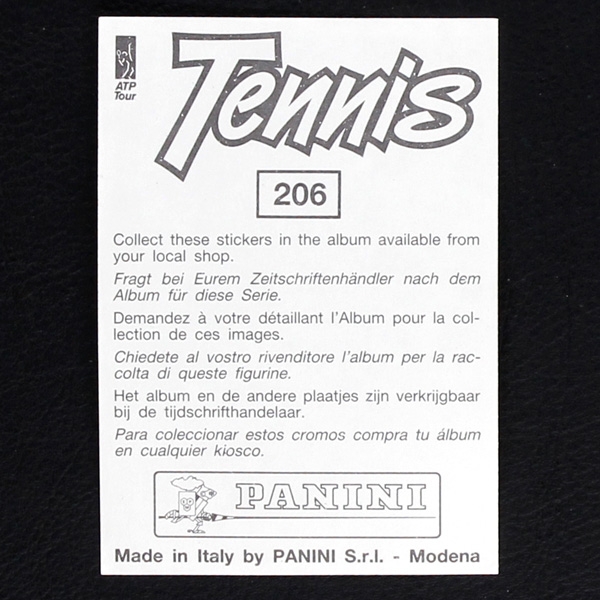 Tennis
ATP
Tour
206
Collect these stickers in the album available from
your local shop.
Fragt bei Eurem Zeitschriftenhändler nach dem
Album für diese Serie.
Demandez à votre détaillant l'Album pour la col-
lection de ces images.
Chiedete al vostro rivenditore l'album per la rac-
colta di queste figurine.
Het album en de andere plaatjes zijn verkrijgbaar
bij de tijdschrifthandelaar.
Para coleccionar estos cromos compra tu álbum
en cualquier kiosco.
PANINI
Made in Italy by PANINI S.r.l. - Modena